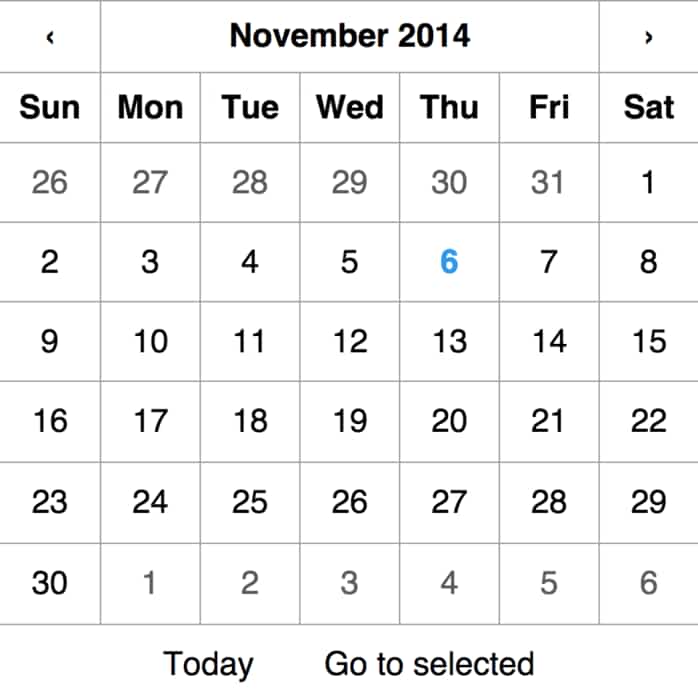 ‹ November 2014 ›
Sun Mon Tue Wed Thu Fri Sat
26 27 28 29 30 31 1
2 3 4 5 6 7 8
9 10 11 12 13 14 15
16 17 18 19 20 21 22
23 24 25 26 27 28 29
30 1 2 3 4 5 6
Today Go to selected